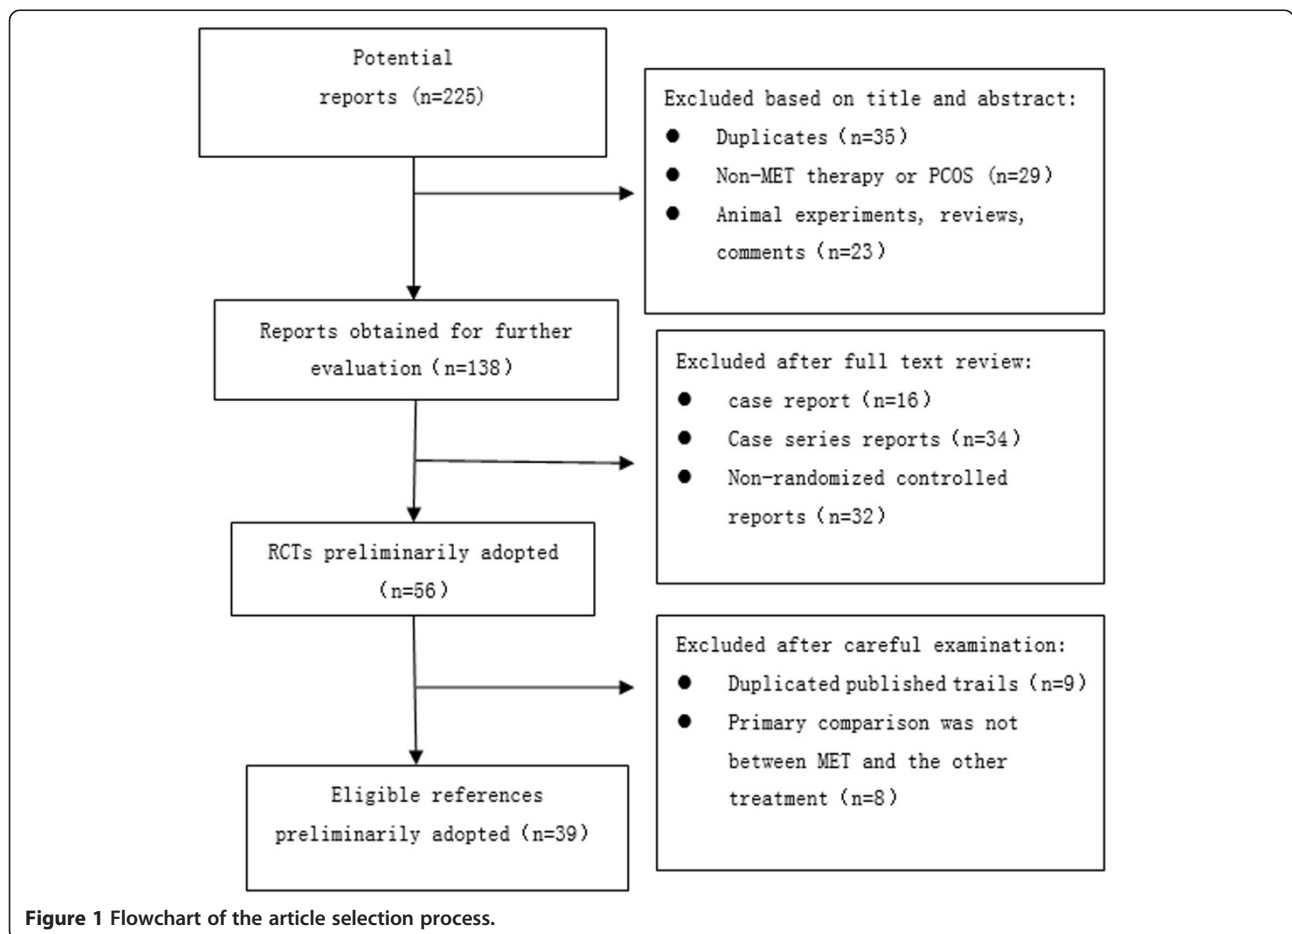 Potential
reports (n=225)
Excluded based on title and abstract:
● Duplicates (n=35)
● Non-MET therapy or PCOS (n=29)
● Animal experiments, reviews,
comments (n=23)
Reports obtained for further
evaluation (n=138)
Excluded after full text review:
● case report (n=16)
● Case series reports (n=34)
● Non-randomized controlled
reports (n=32)
RCTs preliminarily adopted
(n=56)
Excluded after careful examination:
● Duplicated published trails (n=9)
● Primary comparison was not
between MET and the other
treatment (n=8)
Eligible references
preliminarily adopted (n=39)
Figure 1 Flowchart of the article selection process.